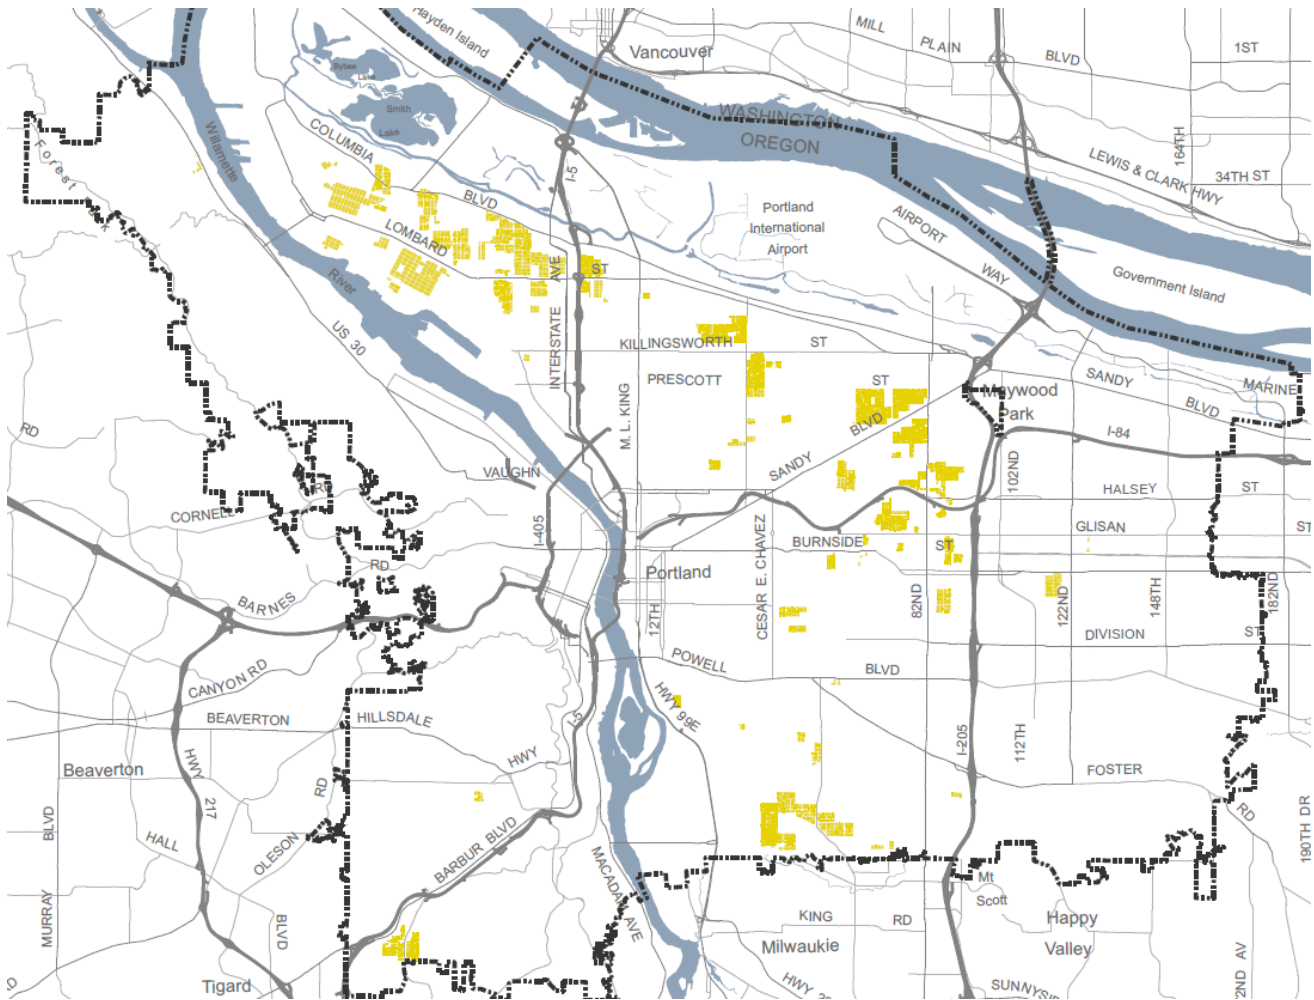 Hayden Island
Vancouver
MILL
PLAIN
BLVD
1ST
Bybee
Lake
Smith
Lake
WASHINGTON
OREGON
164TH
LEWIS & CLARK HWY
34TH ST
Willamette
COLUMBIA
BLVD
I-5
Forest
LOMBARD
ST
Portland
International
Airport
AIRPORT
WAY
Government Island
River
US 30
INTERSTATE AVE
KILLINGSWORTH
ST
PRESCOTT
ST
M. L. KING
Maywood
Park
SANDY
BLVD
MARINE
SANDY
BLVD
I-84
RD
VAUGHN
102ND
HALSEY
ST
CORNELL
RD
I-405
CESAR E. CHAVEZ
BURNSIDE
ST
GLISAN
ST
RD
Portland
BARNES
12TH
82ND
122ND
148TH
182ND
DIVISION
ST
POWELL
BLVD
CANYON RD
BEAVERTON
HILLSDALE
HWY
I-5
HWY 99E
I-205
112TH
FOSTER
RD
Beaverton
HWY
217
RD
OLESON
BLVD
HALL
BARBUR BLVD
MACADAM AVE
190TH DR
Mt
Scott
MURRAY
BLVD
KING
RD
Happy
Valley
Milwaukie
Tigard
HWY
SUNNYSI
2ND AV